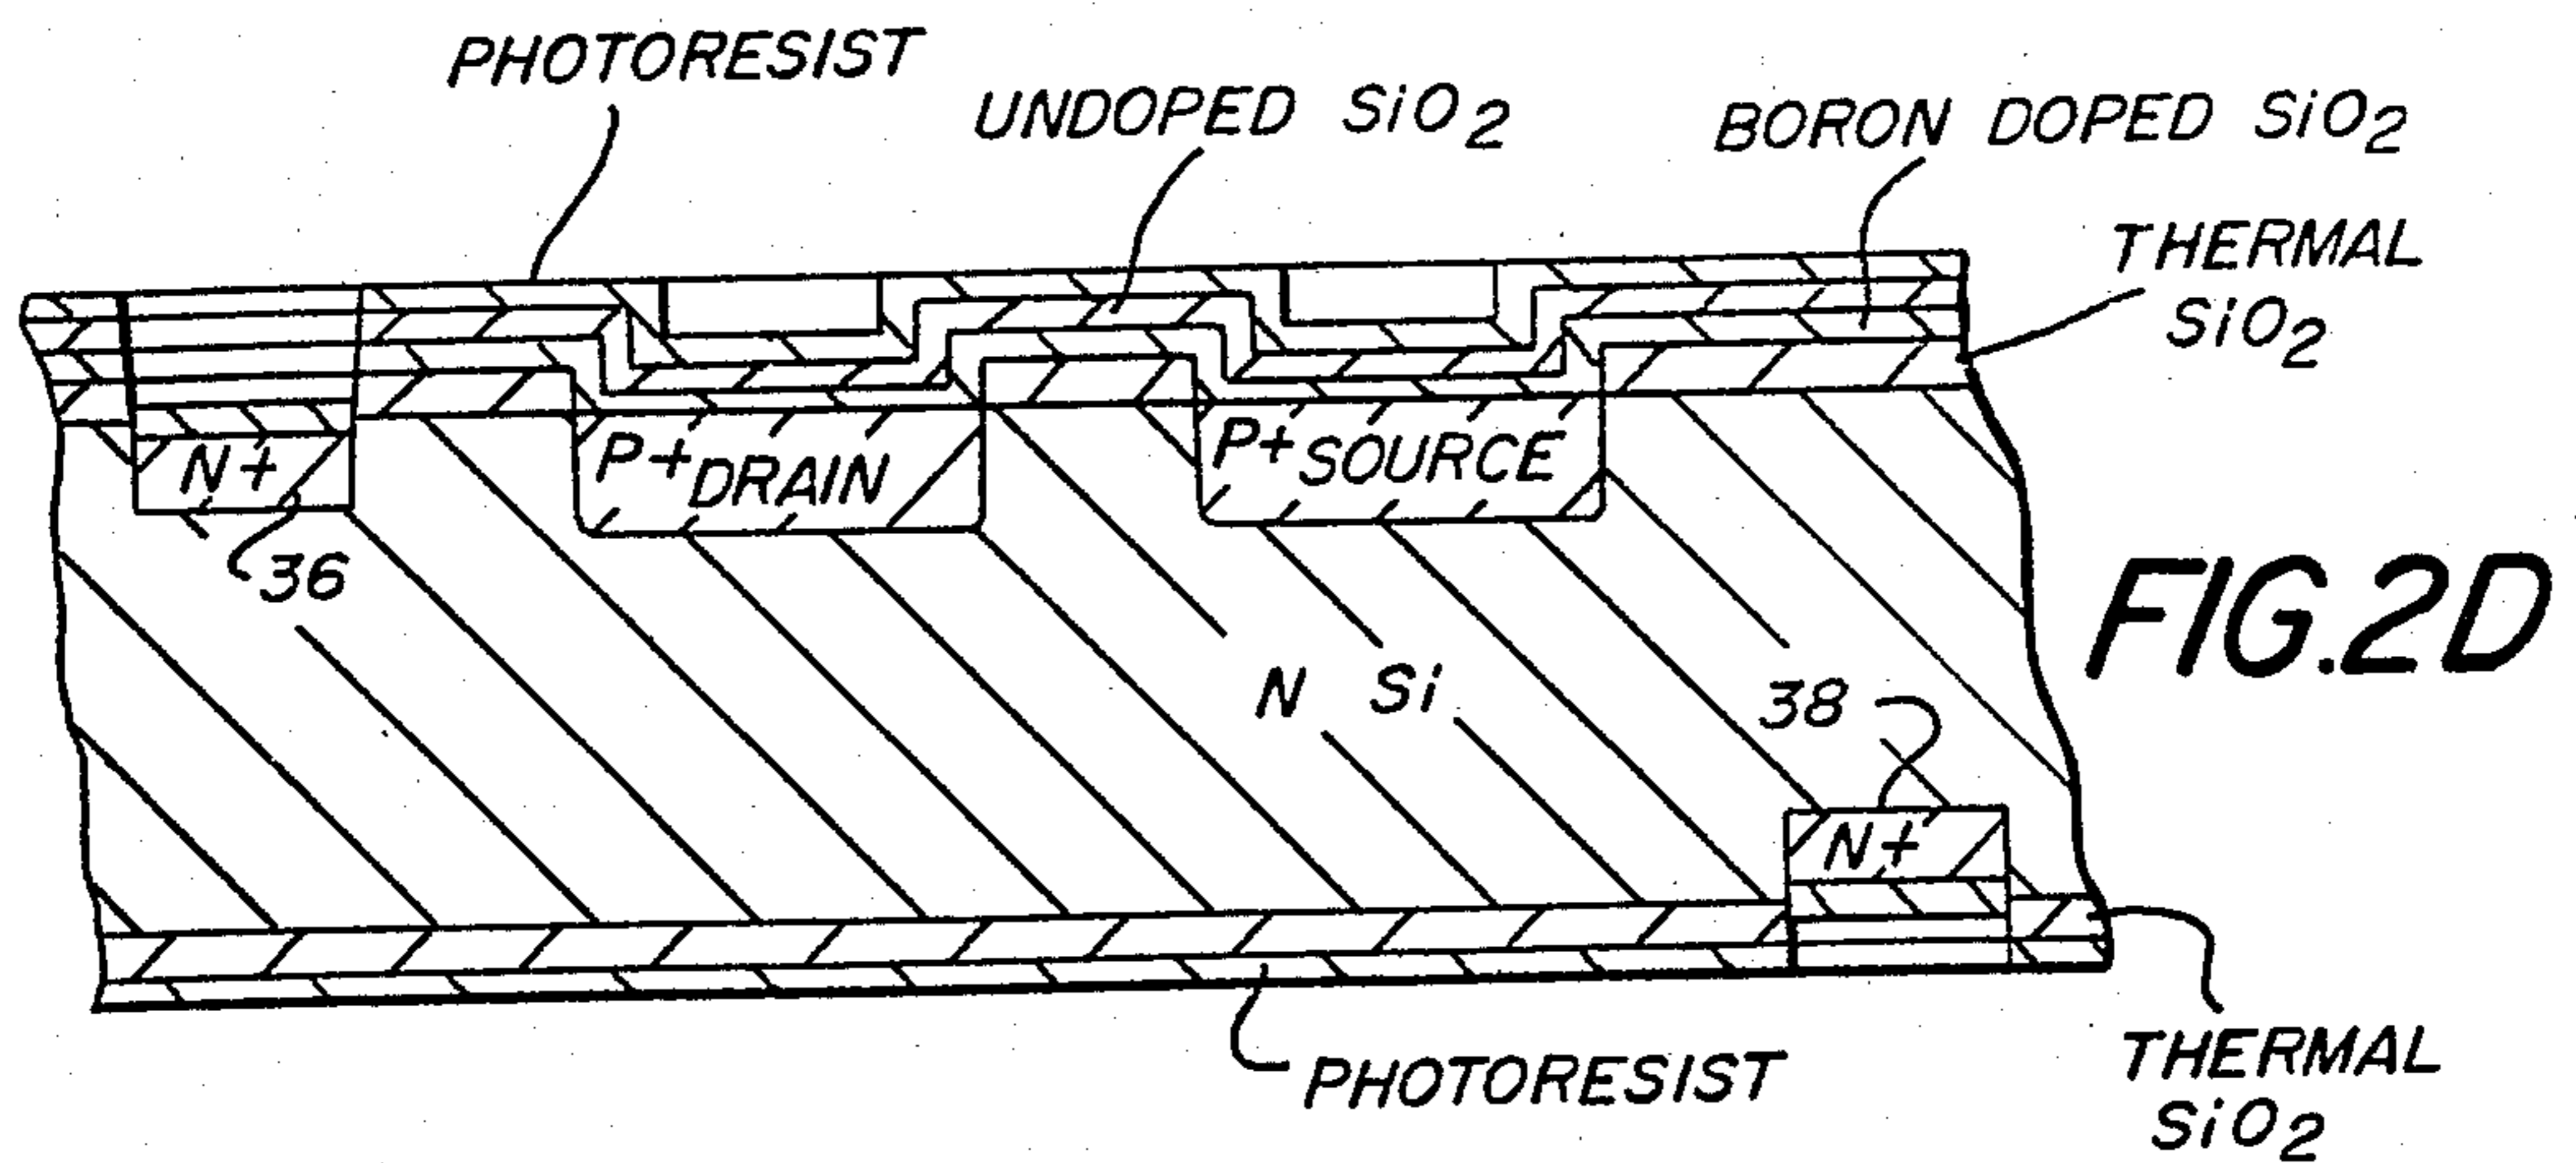 PHOTORESIST
UNDOPED SiO2
BORON DOPED SiO2
THERMAL
SiO2
N+
P+ DRAIN
P+ SOURCE
36
FIG.2D
N Si
38
N+
PHOTORESIST
THERMAL
SiO2